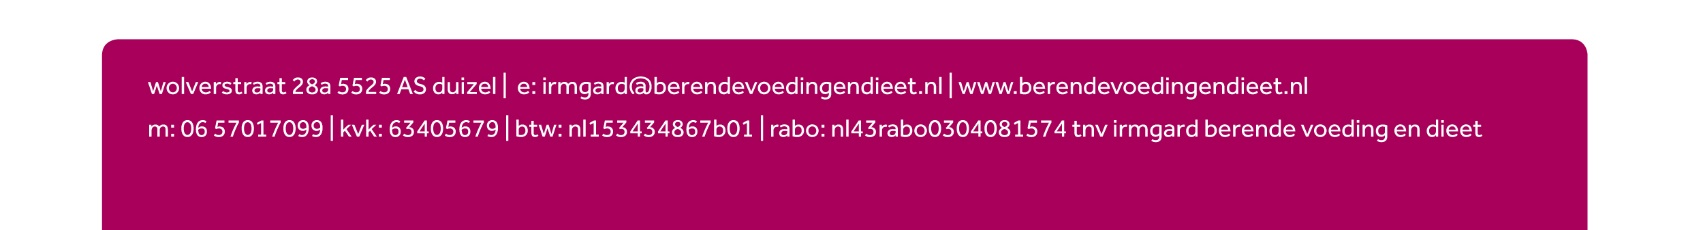 wolverstraat 28a 5525 AS duizel | e: irmgard@berendevoedingendieet.nl | www.berendevoedingendieet.nl
m: 06 57017099 | kvk: 63405679 | btw: nl153434867b01 | rabo: nl43rabo0304081574 tnv irmgard berende voeding en dieet